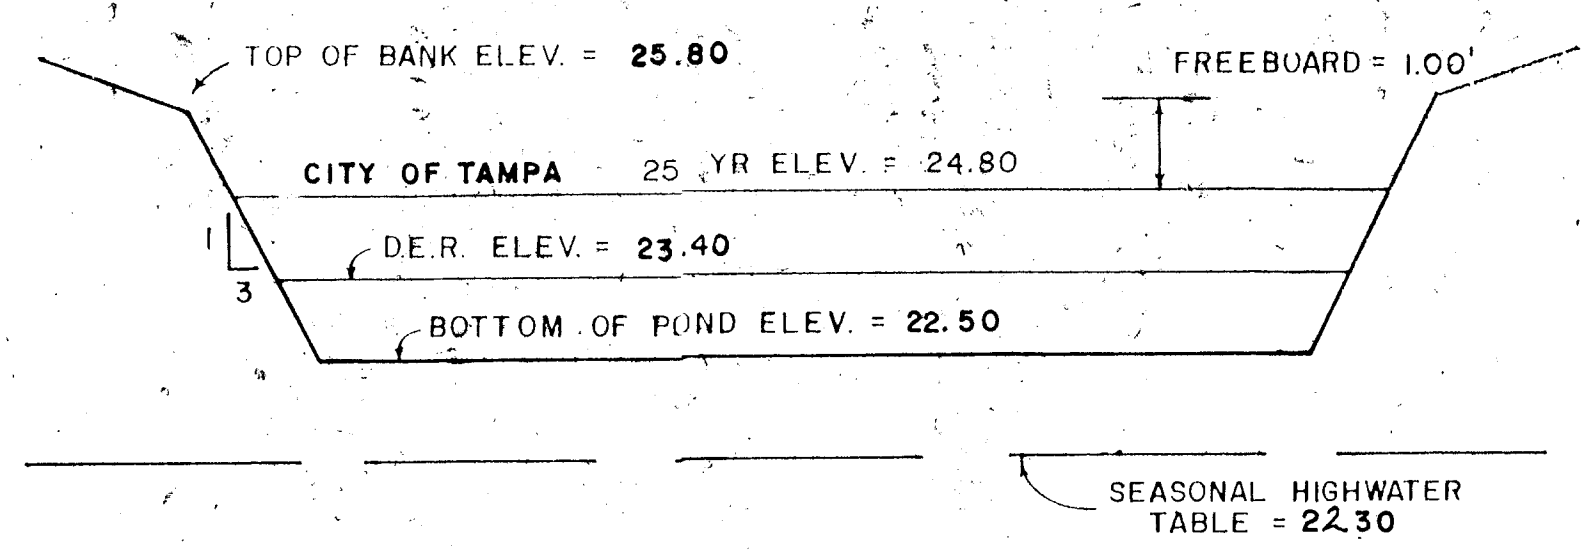 TOP OF BANK ELEV. = 25.80
FREEBOARD = 1.00'
CITY OF TAMPA 25 YR ELEV. = 24.80
1
3
D.E.R. ELEV. = 23.40
BOTTOM OF POND ELEV. = 22.50
SEASONAL HIGHWATER
TABLE = 22.30